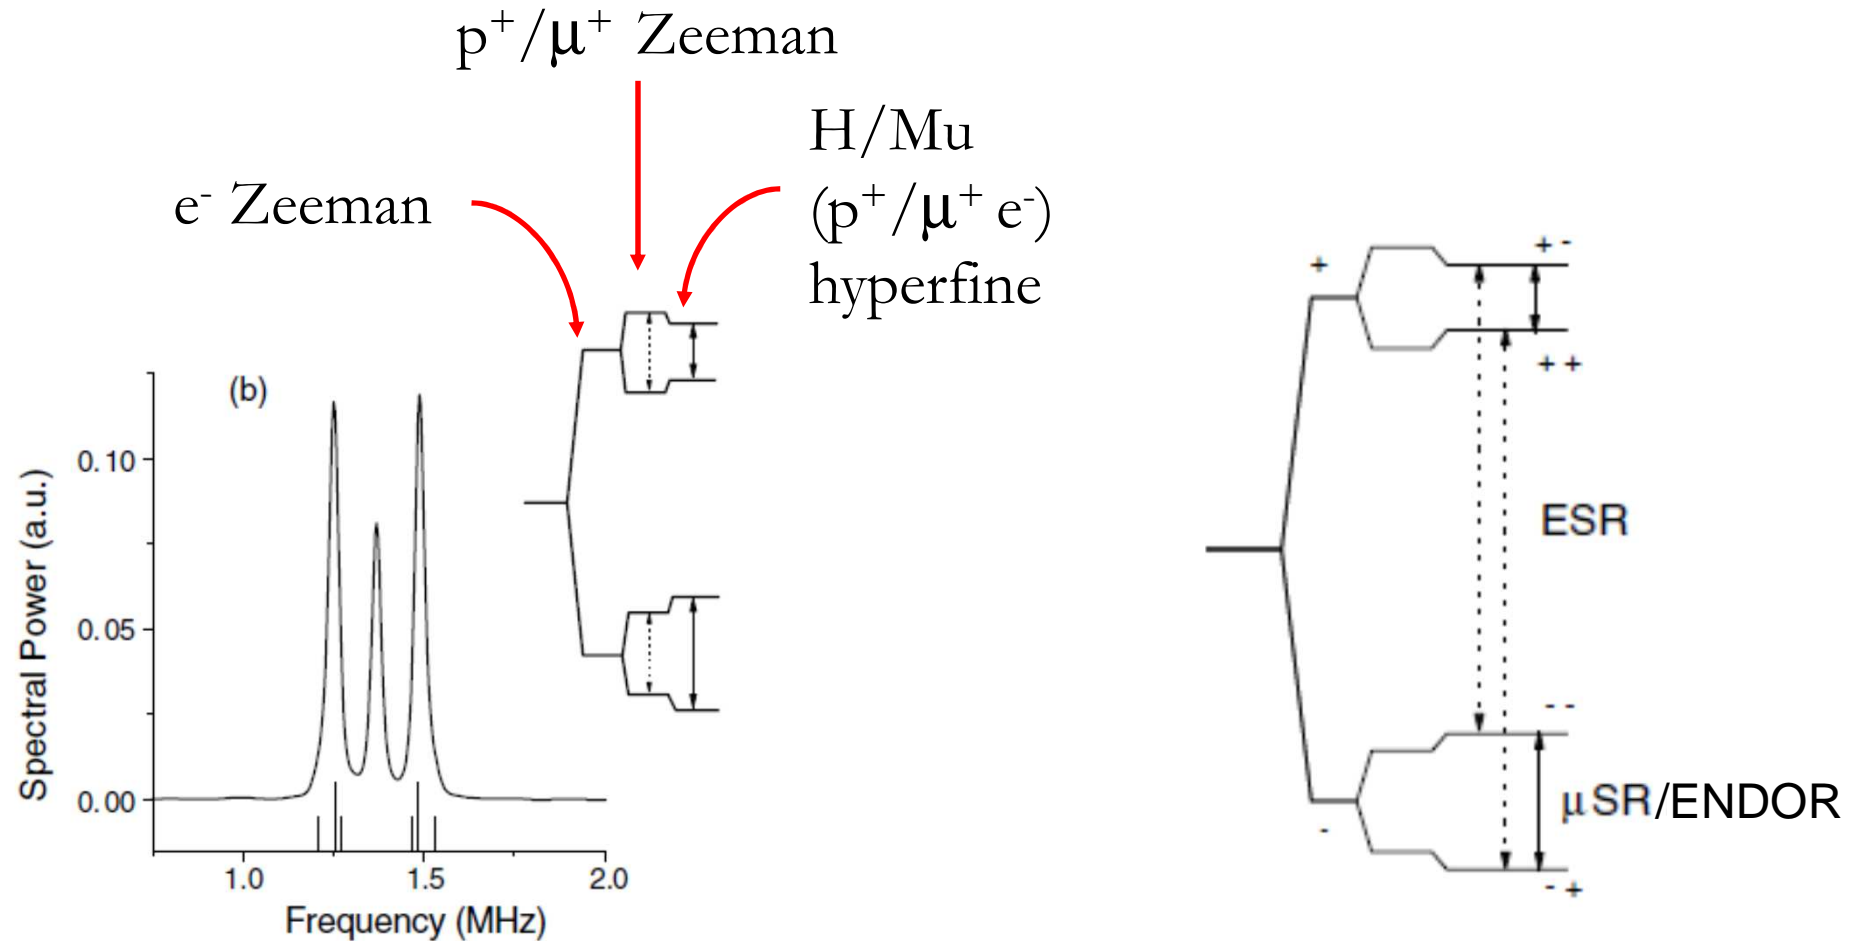 p⁺/μ⁺ Zeeman
H/Mu
(p⁺/μ⁺ e⁻)
hyperfine
e⁻ Zeeman
(b)
Spectral Power (a.u.)
0.10
0.05
0.00
1.0 1.5 2.0
Frequency (MHz)
+
+ -
+ +
ESR
- -
μSR/ENDOR
-
- +